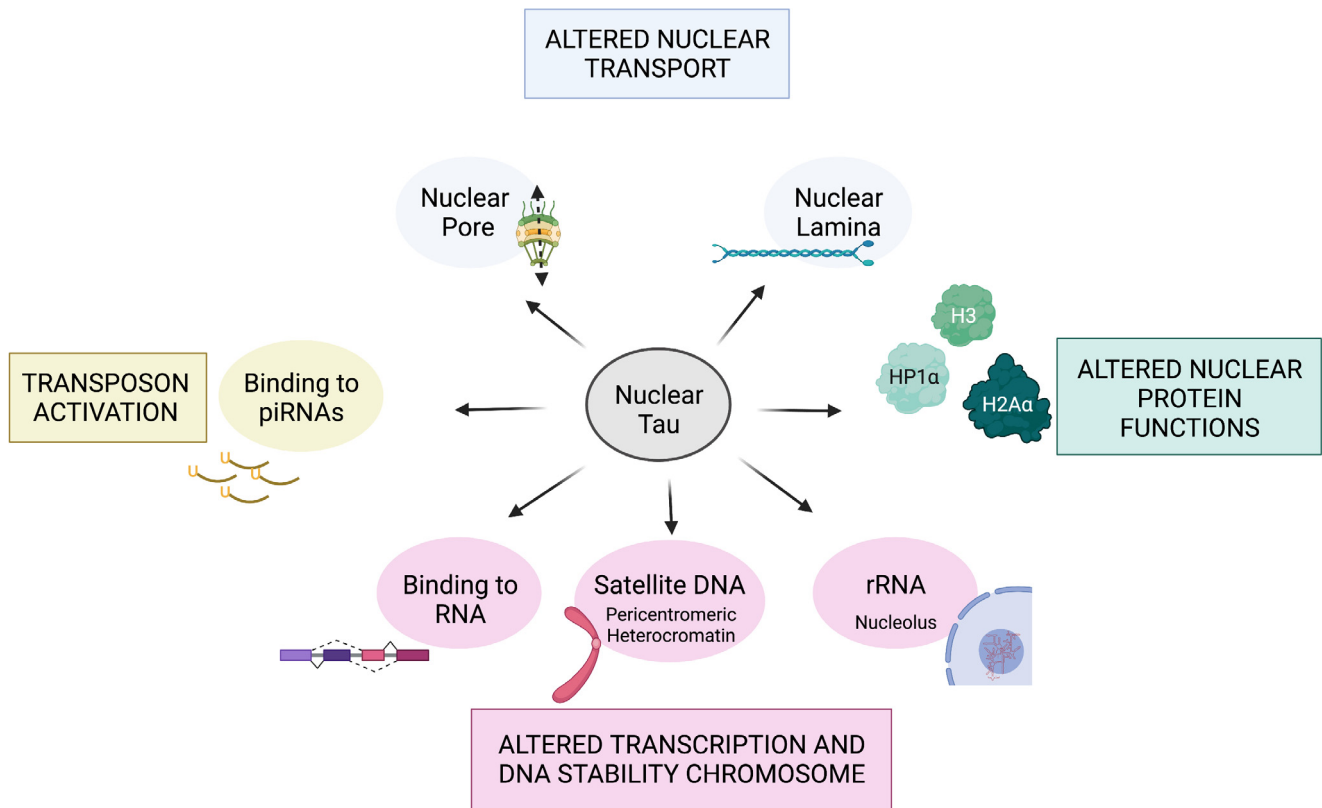 ALTERED NUCLEAR
TRANSPORT
Nuclear
Pore
Nuclear
Lamina
H3
HP1α
H2Aα
ALTERED NUCLEAR
PROTEIN
FUNCTIONS
TRANSPOSON
ACTIVATION
Binding to
piRNAs
U
U
U
U
Nuclear
Tau
Binding to
RNA
Satellite DNA
Pericentromeric
Heterocromatin
rRNA
Nucleolus
ALTERED TRANSCRIPTION AND
DNA STABILITY CHROMOSOME